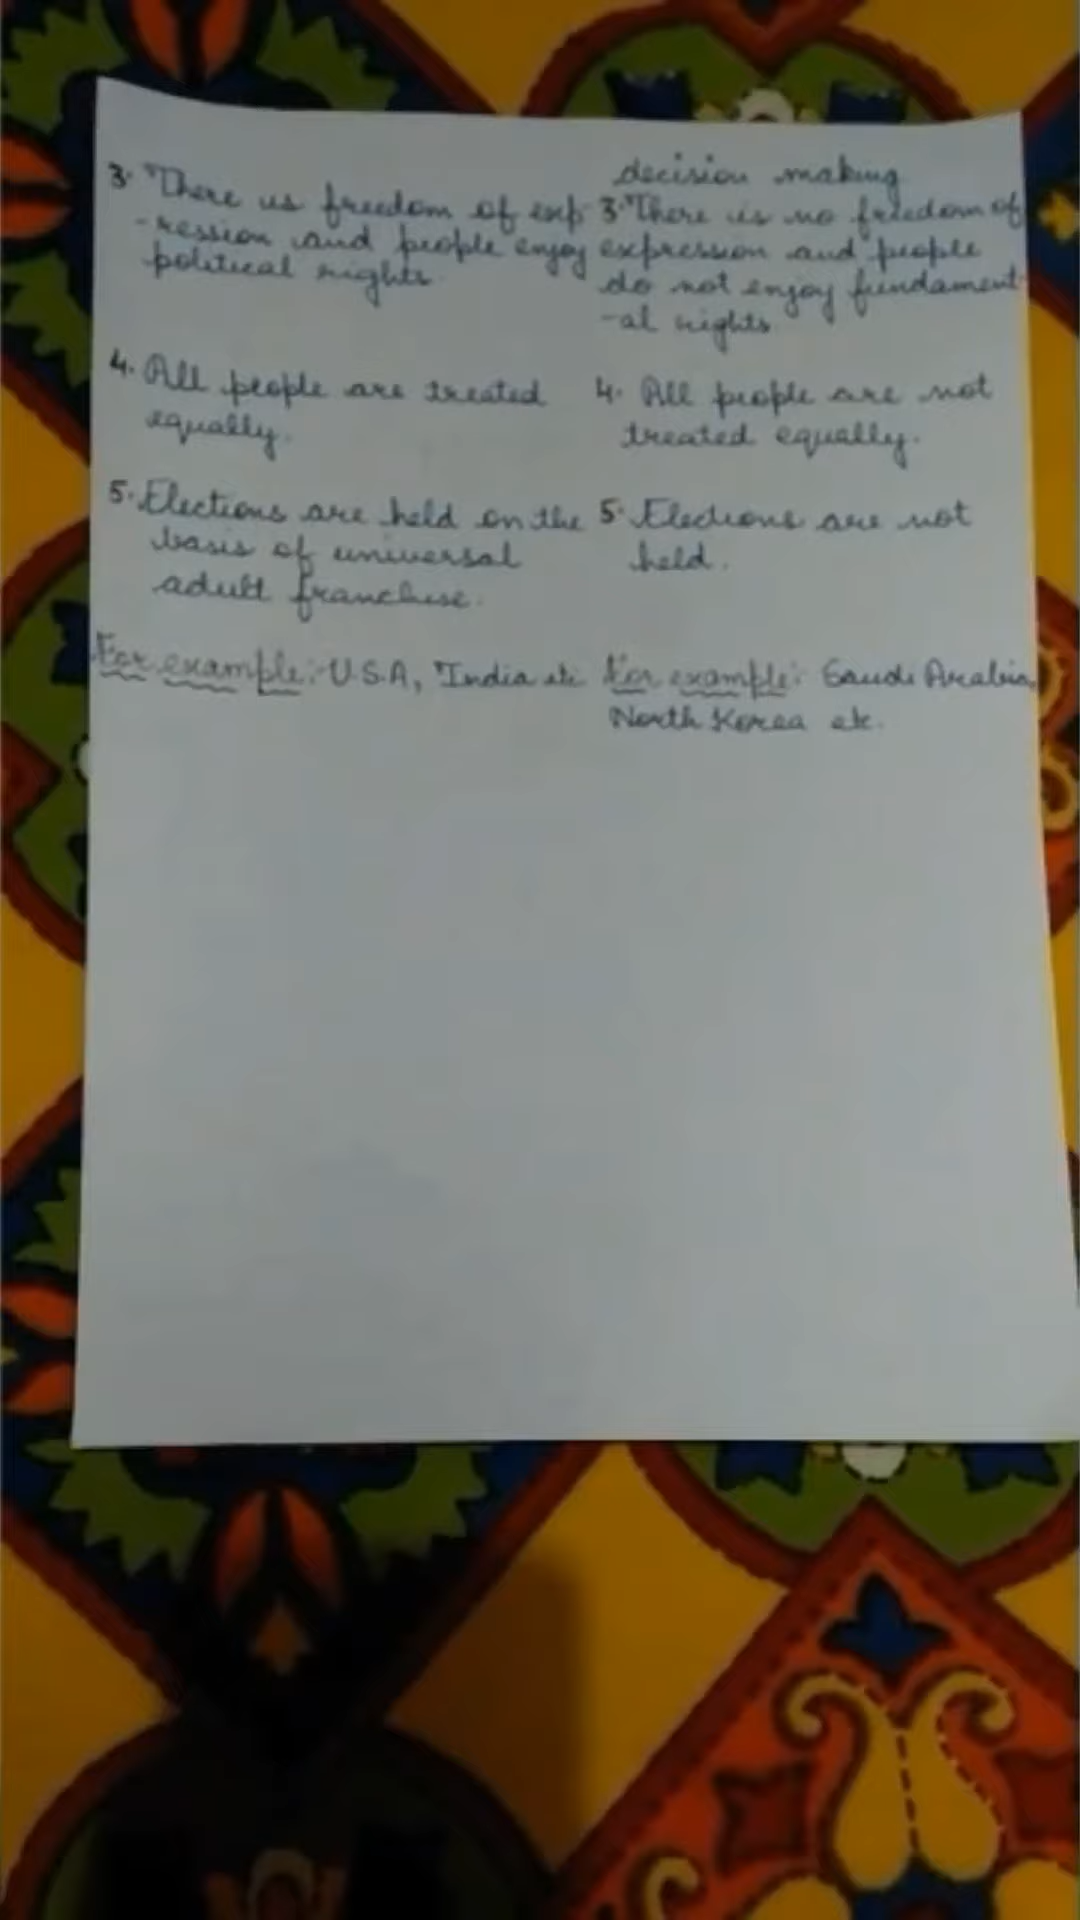 3. There is freedom of exp
-ression and people enjoy
political rights.
4. All people are treated
equally.
5. Elections are held on the
basis of universal
adult franchise.
For example:- U.S.A, India etc
decision making
3. There is no freedom of
expression and people
do not enjoy fundament
-al rights.
4. All people are not
treated equally.
5. Elections are not
held.
For example: Saudi Arabia,
North Korea etc.